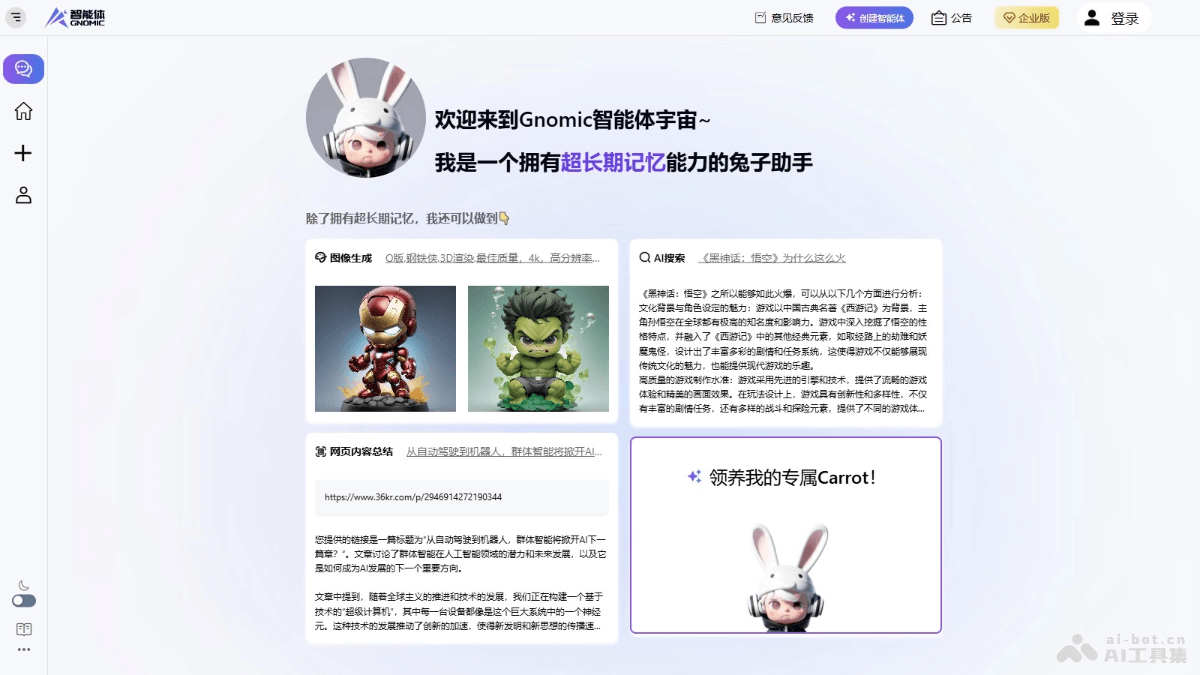 智能体
GNOMIC
意见反馈
创建智能体
公告
企业版
登录
欢迎来到Gnomic智能体宇宙~
我是一个拥有超长期记忆能力的兔子助手
除了拥有超长期记忆，我还可以做到👇
图像生成 Q版,钢铁侠,3D渲染,最佳质量，4k，高分辨率...
AI搜索 《黑神话：悟空》为什么这么火
《黑神话：悟空》之所以能够如此火爆，可以从以下几个方面进行分析：
文化背景与角色设定的魅力：游戏以中国古典名著《西游记》为背景，主
角孙悟空在全球都有极高的知名度和影响力。游戏中深入挖掘了悟空的性
格特点，并融入了《西游记》中的其他经典元素，如取经路上的劫难和妖
魔鬼怪，设计出了丰富多彩的剧情和任务系统，这使得游戏不仅能够展现
传统文化的魅力，也能提供现代游戏的乐趣。
高质量的游戏制作水准：游戏采用先进的引擎和技术，提供了流畅的游戏
体验和精美的画面效果。在玩法设计上，游戏具有创新性和多样性，不仅
有丰富的剧情任务，还有多样的战斗和探险元素，提供了不同的游戏体...
网页内容总结 从自动驾驶到机器人，群体智能将掀开AI...
https://www.36kr.com/p/2946914272190344
您提供的链接是一篇标题为“从自动驾驶到机器人，群体智能将掀开AI下一
篇章？”。文章讨论了群体智能在人工智能领域的潜力和未来发展，以及它
是如何成为AI发展的下一个重要方向。
文章中提到，随着全球主义的推进和技术的发展，我们正在构建一个基于
技术的“超级计算机”，其中每一台设备都像是这个巨大系统中的一个神经
元。这种技术的发展推动了创新的加速，使得新发明和新思想的传播速...
领养我的专属Carrot！
ai-bot.cn
AI工具集